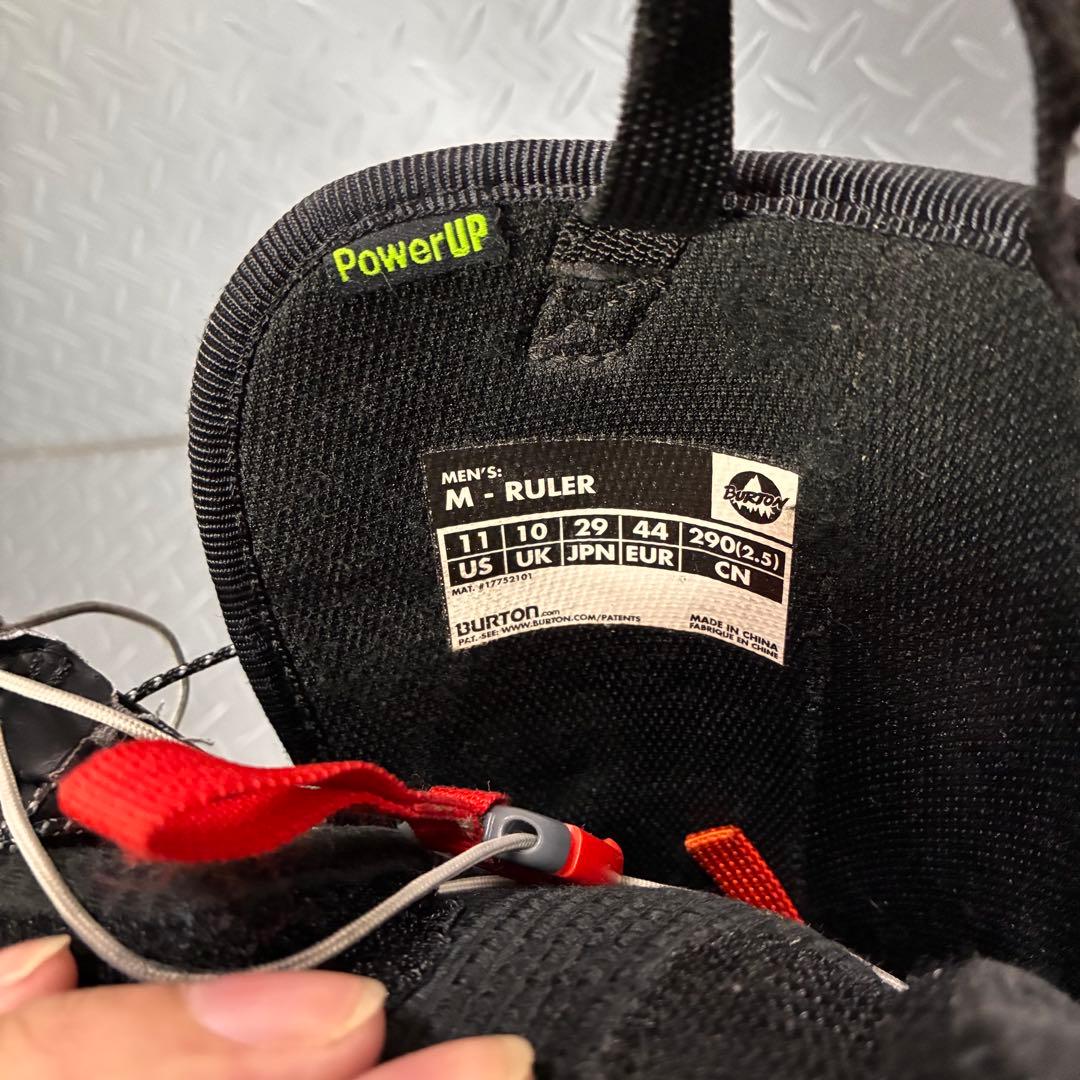 PowerUP
MEN'S:
M - RULER
BURTON
11 10 29 44 290(2.5)
US UK JPN EUR CN
MAT. #17752101
BURTON.com
PAT.-SEE: WWW.BURTON.COM/PATENTS
MADE IN CHINA
FABRIQUE EN CHINE